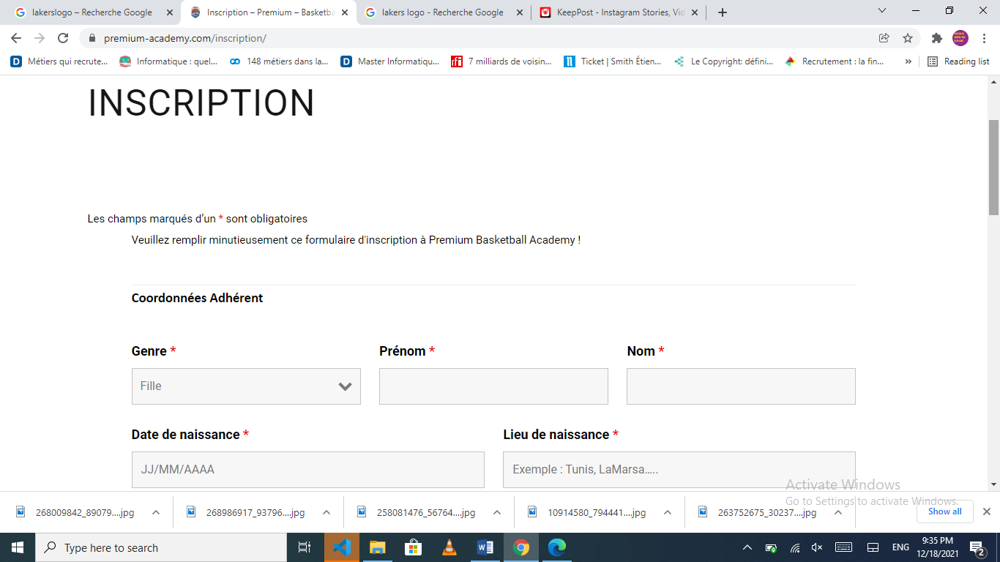 lakerslogo – Recherche Google
Inscription – Premium – Basketba
lakers logo - Recherche Google
KeepPost - Instagram Stories, Vid
premium-academy.com/inscription/
Métiers qui recrute...
Informatique : quel...
148 métiers dans la...
Master Informatiqu...
7 milliards de voisin...
Ticket | Smith Étien...
Le Copyright: défini...
Recrutement : la fin...
»
Reading list
INSCRIPTION
Les champs marqués d’un * sont obligatoires
Veuillez remplir minutieusement ce formulaire d'inscription à Premium Basketball Academy !
Coordonnées Adhérent
Genre *
Prénom *
Nom *
Fille
Date de naissance *
Lieu de naissance *
JJ/MM/AAAA
Exemple : Tunis, LaMarsa.....
Activate Windows
Go to Settings to activate Windows.
268009842_89079....jpg
268986917_93796....jpg
258081476_56764....jpg
10914580_794441....jpg
263752675_30237....jpg
Show all
Type here to search
ENG
9:35 PM
12/18/2021
2